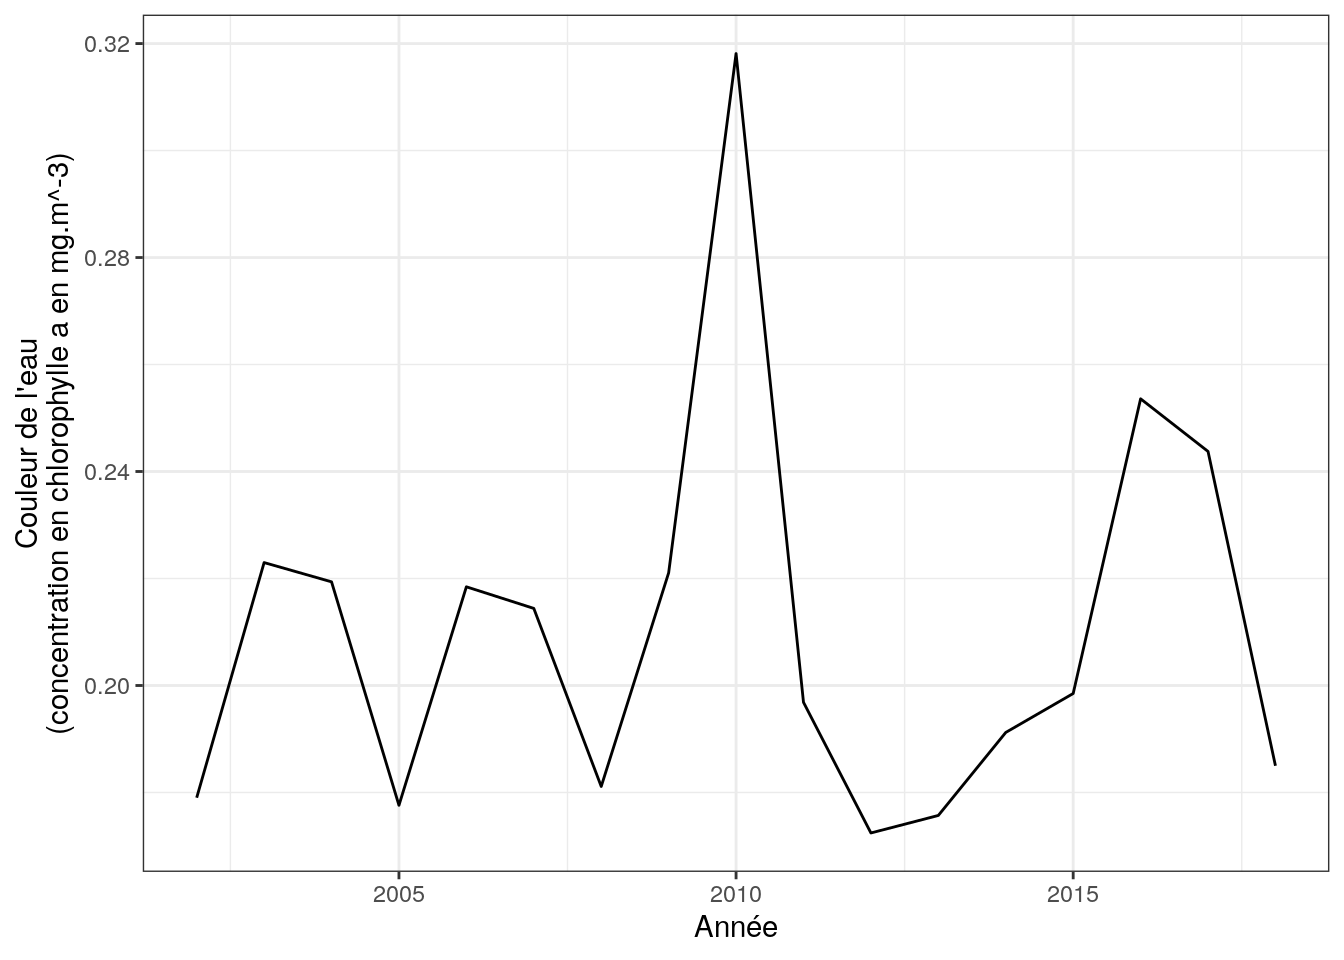 Couleur de l'eau
(concentration en chlorophylle a en mg.m^-3)
0.32
0.28
0.24
0.20
2005
2010
2015
Année